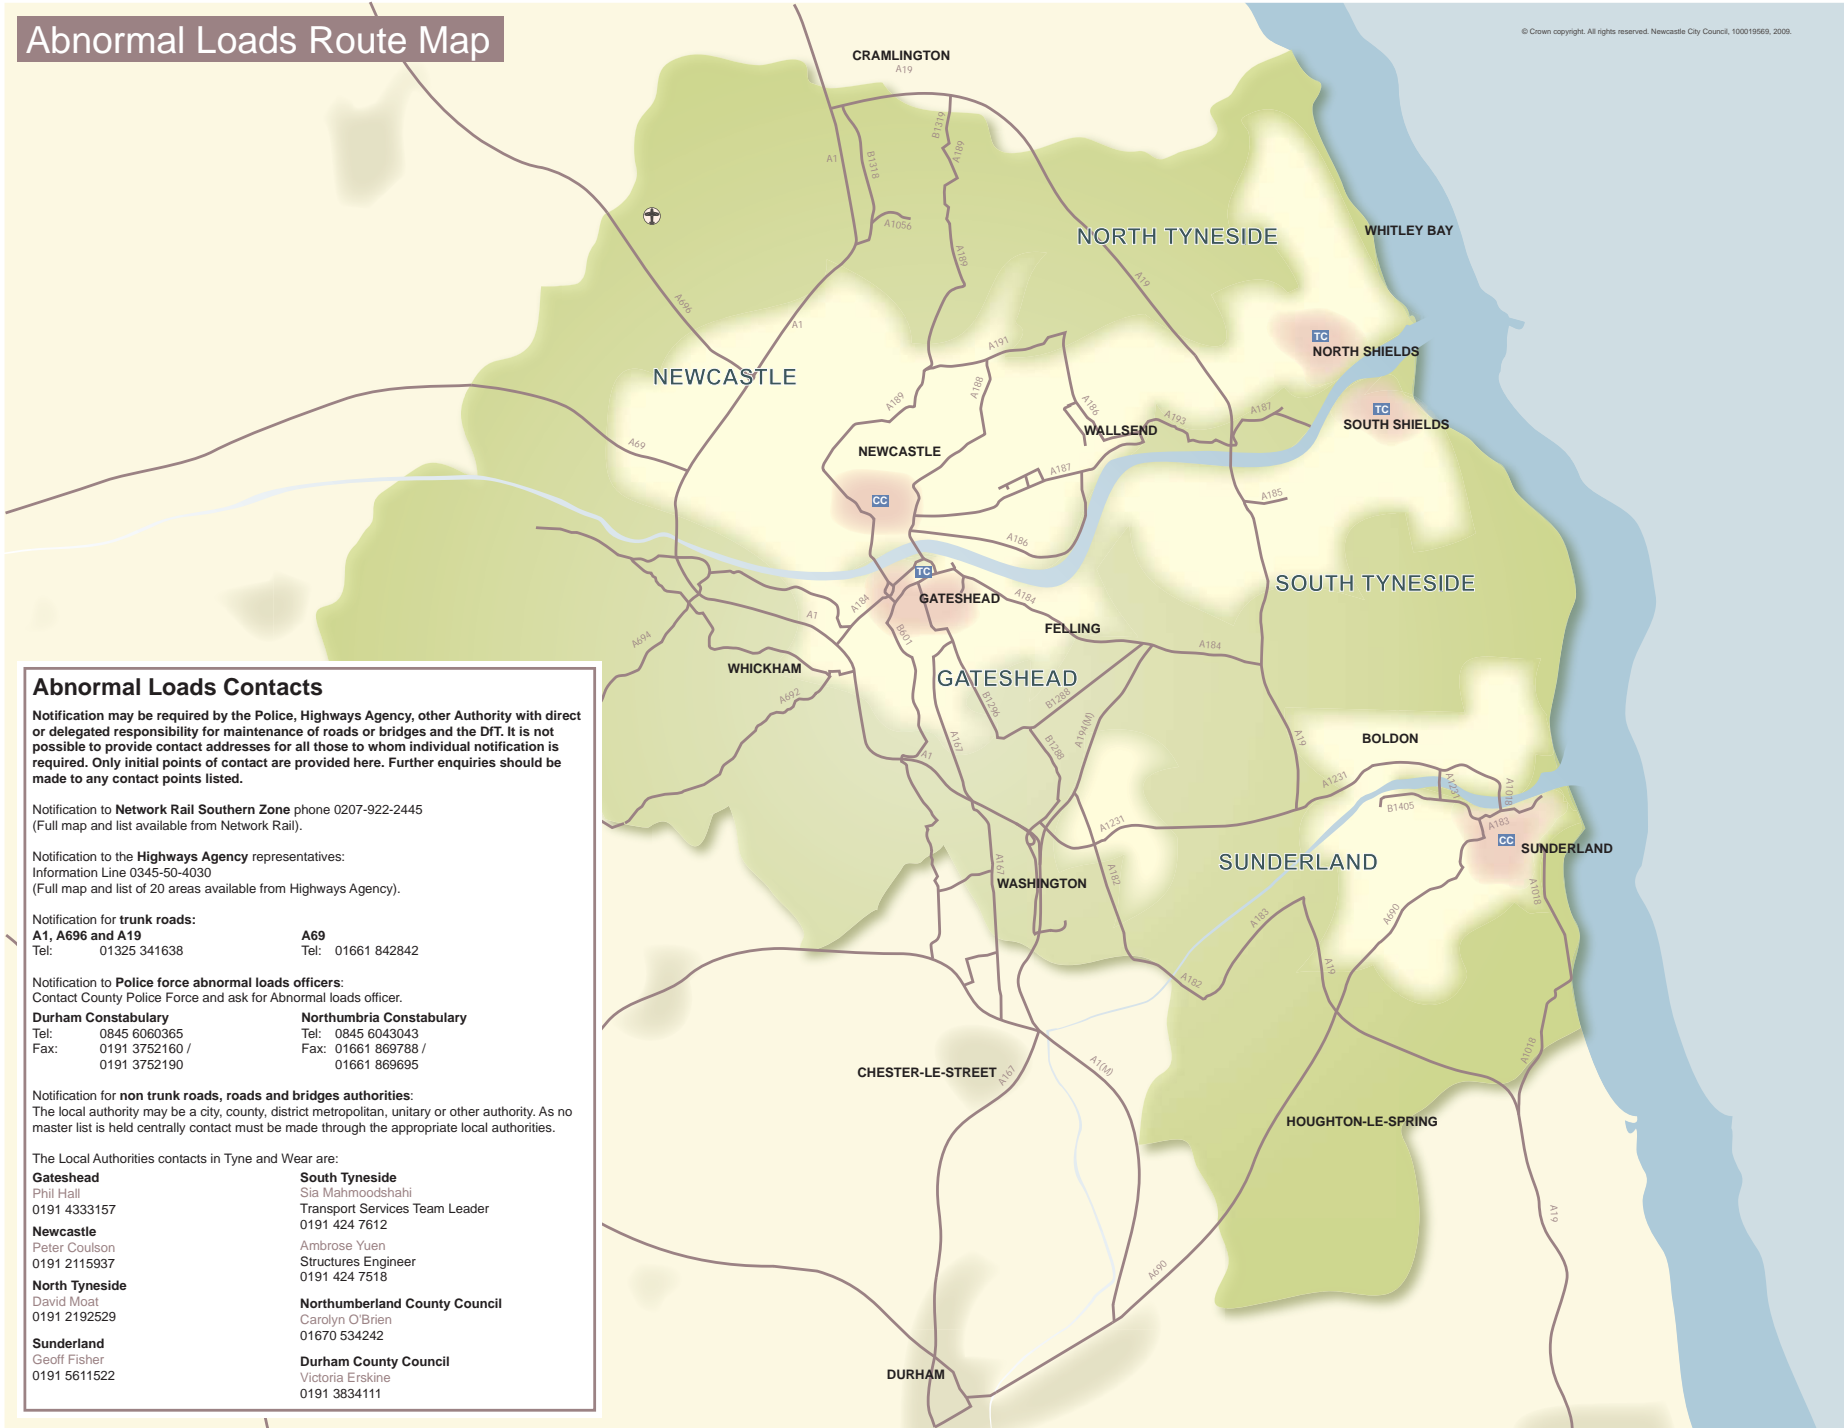 Abnormal Loads Route Map
© Crown copyright. All rights reserved. Newcastle City Council, 100019569, 2009.
CRAMLINGTON
A19
B1319
A189
A1
B1318
A1056
A189
NORTH TYNESIDE
WHITLEY BAY
A19
A696
A1
TC
NORTH SHIELDS
A191
NEWCASTLE
A188
A189
A186
A193
A187
TC
SOUTH SHIELDS
WALLSEND
A69
NEWCASTLE
A187
CC
A185
A186
TC
SOUTH TYNESIDE
GATESHEAD
A184
A184
A1
B601
FELLING
A694
A184
WHICKHAM
GATESHEAD
A692
B1296
B1288
A194(M)
A167
B1288
A1
A19
BOLDON
A1231
A1231
A1018
B1405
A1231
A183
CC
SUNDERLAND
SUNDERLAND
A167
WASHINGTON
A182
A1018
A183
A690
A19
A182
A1018
A1(M)
CHESTER-LE-STREET
A167
HOUGHTON-LE-SPRING
A19
A690
DURHAM
Abnormal Loads Contacts
Notification may be required by the Police, Highways Agency, other Authority with direct
or delegated responsibility for maintenance of roads or bridges and the DfT. It is not
possible to provide contact addresses for all those to whom individual notification is
required. Only initial points of contact are provided here. Further enquiries should be
made to any contact points listed.
Notification to Network Rail Southern Zone phone 0207-922-2445
(Full map and list available from Network Rail).
Notification to the Highways Agency representatives:
Information Line 0345-50-4030
(Full map and list of 20 areas available from Highways Agency).
Notification for trunk roads:
A1, A696 and A19
Tel: 01325 341638
A69
Tel: 01661 842842
Notification to Police force abnormal loads officers:
Contact County Police Force and ask for Abnormal loads officer.
Durham Constabulary
Tel: 0845 6060365
Fax: 0191 3752160 /
0191 3752190
Northumbria Constabulary
Tel: 0845 6043043
Fax: 01661 869788 /
01661 869695
Notification for non trunk roads, roads and bridges authorities:
The local authority may be a city, county, district metropolitan, unitary or other authority. As no
master list is held centrally contact must be made through the appropriate local authorities.
The Local Authorities contacts in Tyne and Wear are:
Gateshead
Phil Hall
0191 4333157
Newcastle
Peter Coulson
0191 2115937
North Tyneside
David Moat
0191 2192529
Sunderland
Geoff Fisher
0191 5611522
South Tyneside
Sia Mahmoodshahi
Transport Services Team Leader
0191 424 7612
Ambrose Yuen
Structures Engineer
0191 424 7518
Northumberland County Council
Carolyn O'Brien
01670 534242
Durham County Council
Victoria Erskine
0191 3834111